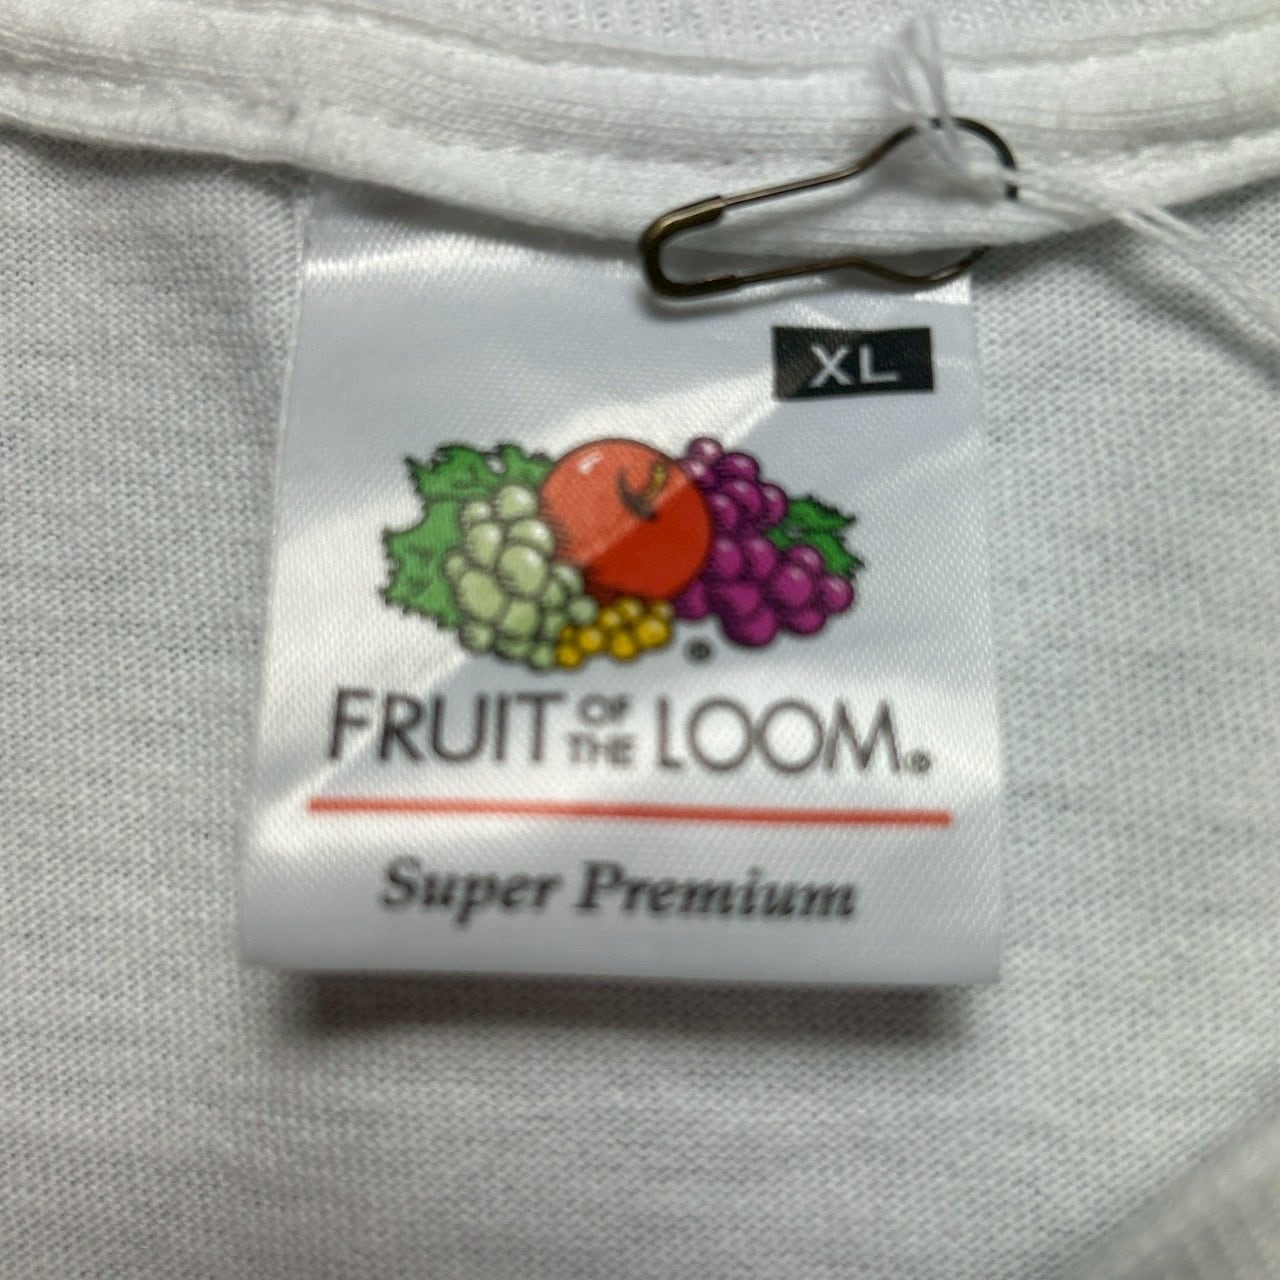 XL
®
FRUIT OF THE LOOM®
Super Premium